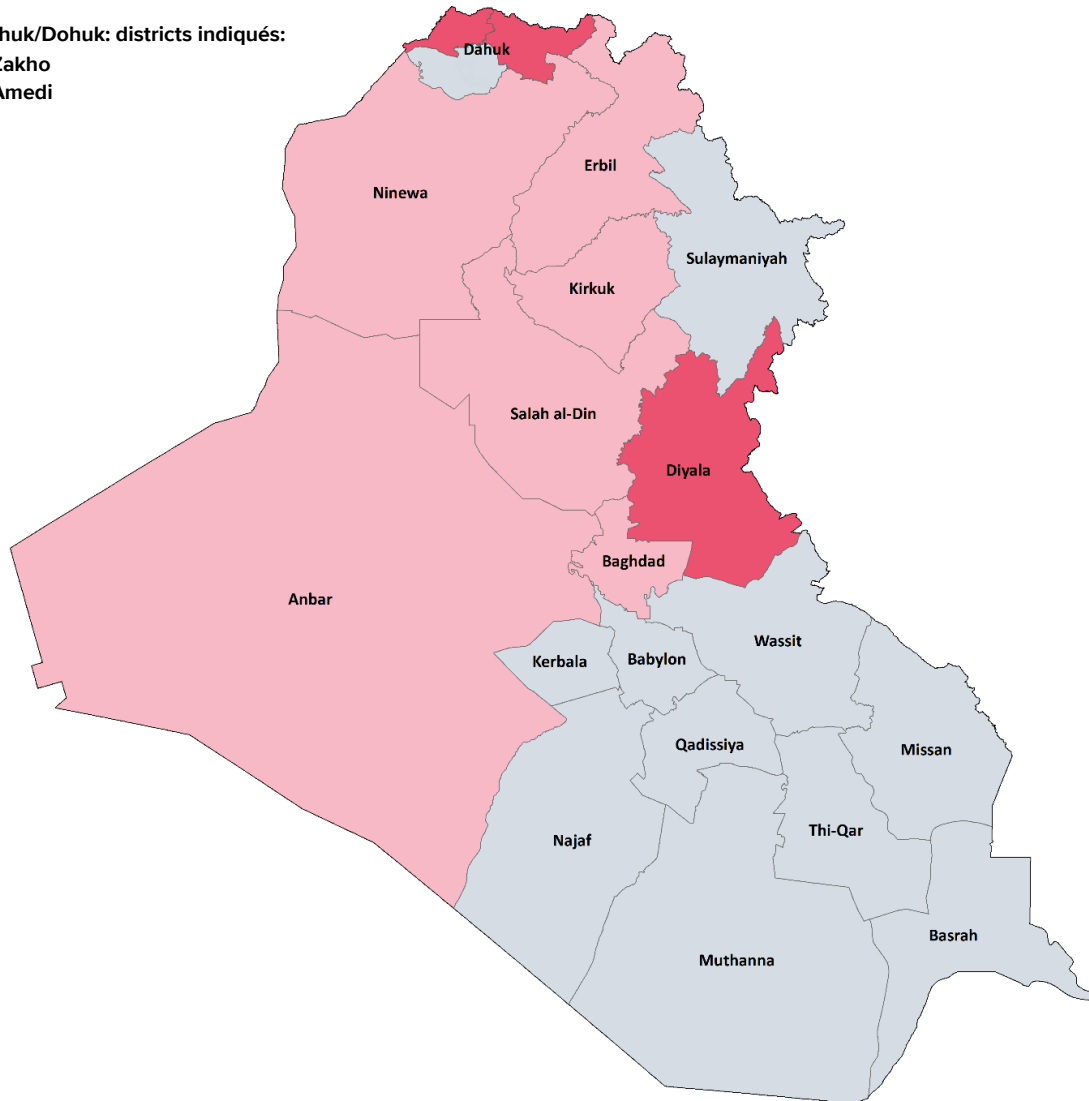 huk/Dohuk: districts indiqués:
Zakho
Amedi
Dahuk
Ninewa
Erbil
Sulaymaniyah
Kirkuk
Salah al-Din
Diyala
Baghdad
Anbar
Wassit
Kerbala
Babylon
Qadissiya
Missan
Najaf
Thi-Qar
Basrah
Muthanna